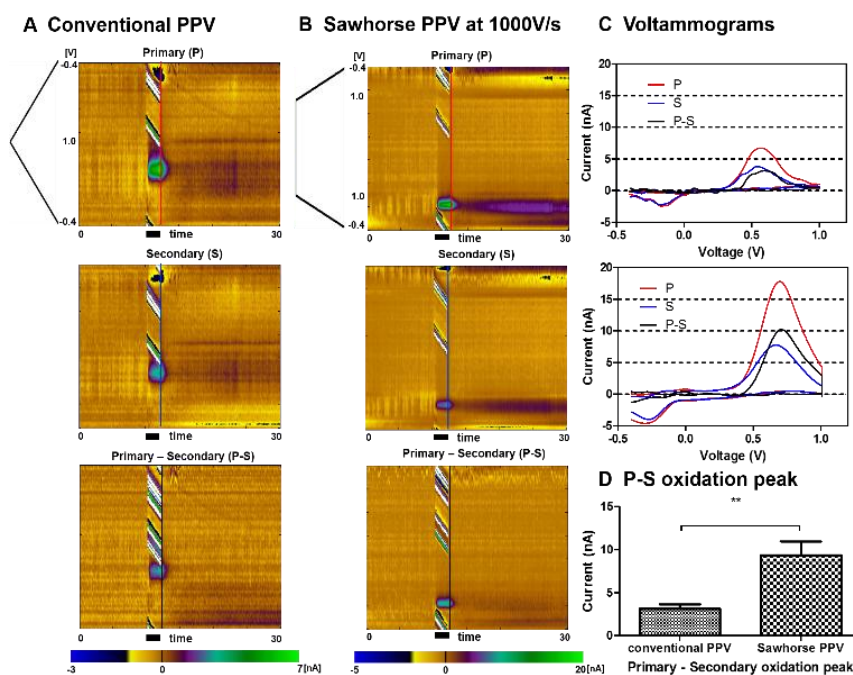 A Conventional PPV
B Sawhorse PPV at 1000V/s
C Voltammograms
[V]
Primary (P)
-0.4
1.0
-0.4
0
time
30
Secondary (S)
0
time
30
Primary – Secondary (P-S)
0
time
30
-3
0
7[nA]
[V]
Primary (P)
-0.4
1.0
1.0
-0.4
0
time
30
Secondary (S)
0
time
30
Primary – Secondary (P-S)
0
time
30
-5
0
20[nA]
Current (nA)
20
15
10
5
0
-5
P
S
P-S
-0.5
0.0
0.5
1.0
Voltage (V)
Current (nA)
20
15
10
5
0
-5
P
S
P-S
-0.5
0.0
0.5
1.0
Voltage (V)
D P-S oxidation peak
**
Current (nA)
15
10
5
0
conventional PPV
Sawhorse PPV
Primary - Secondary oxidation peak